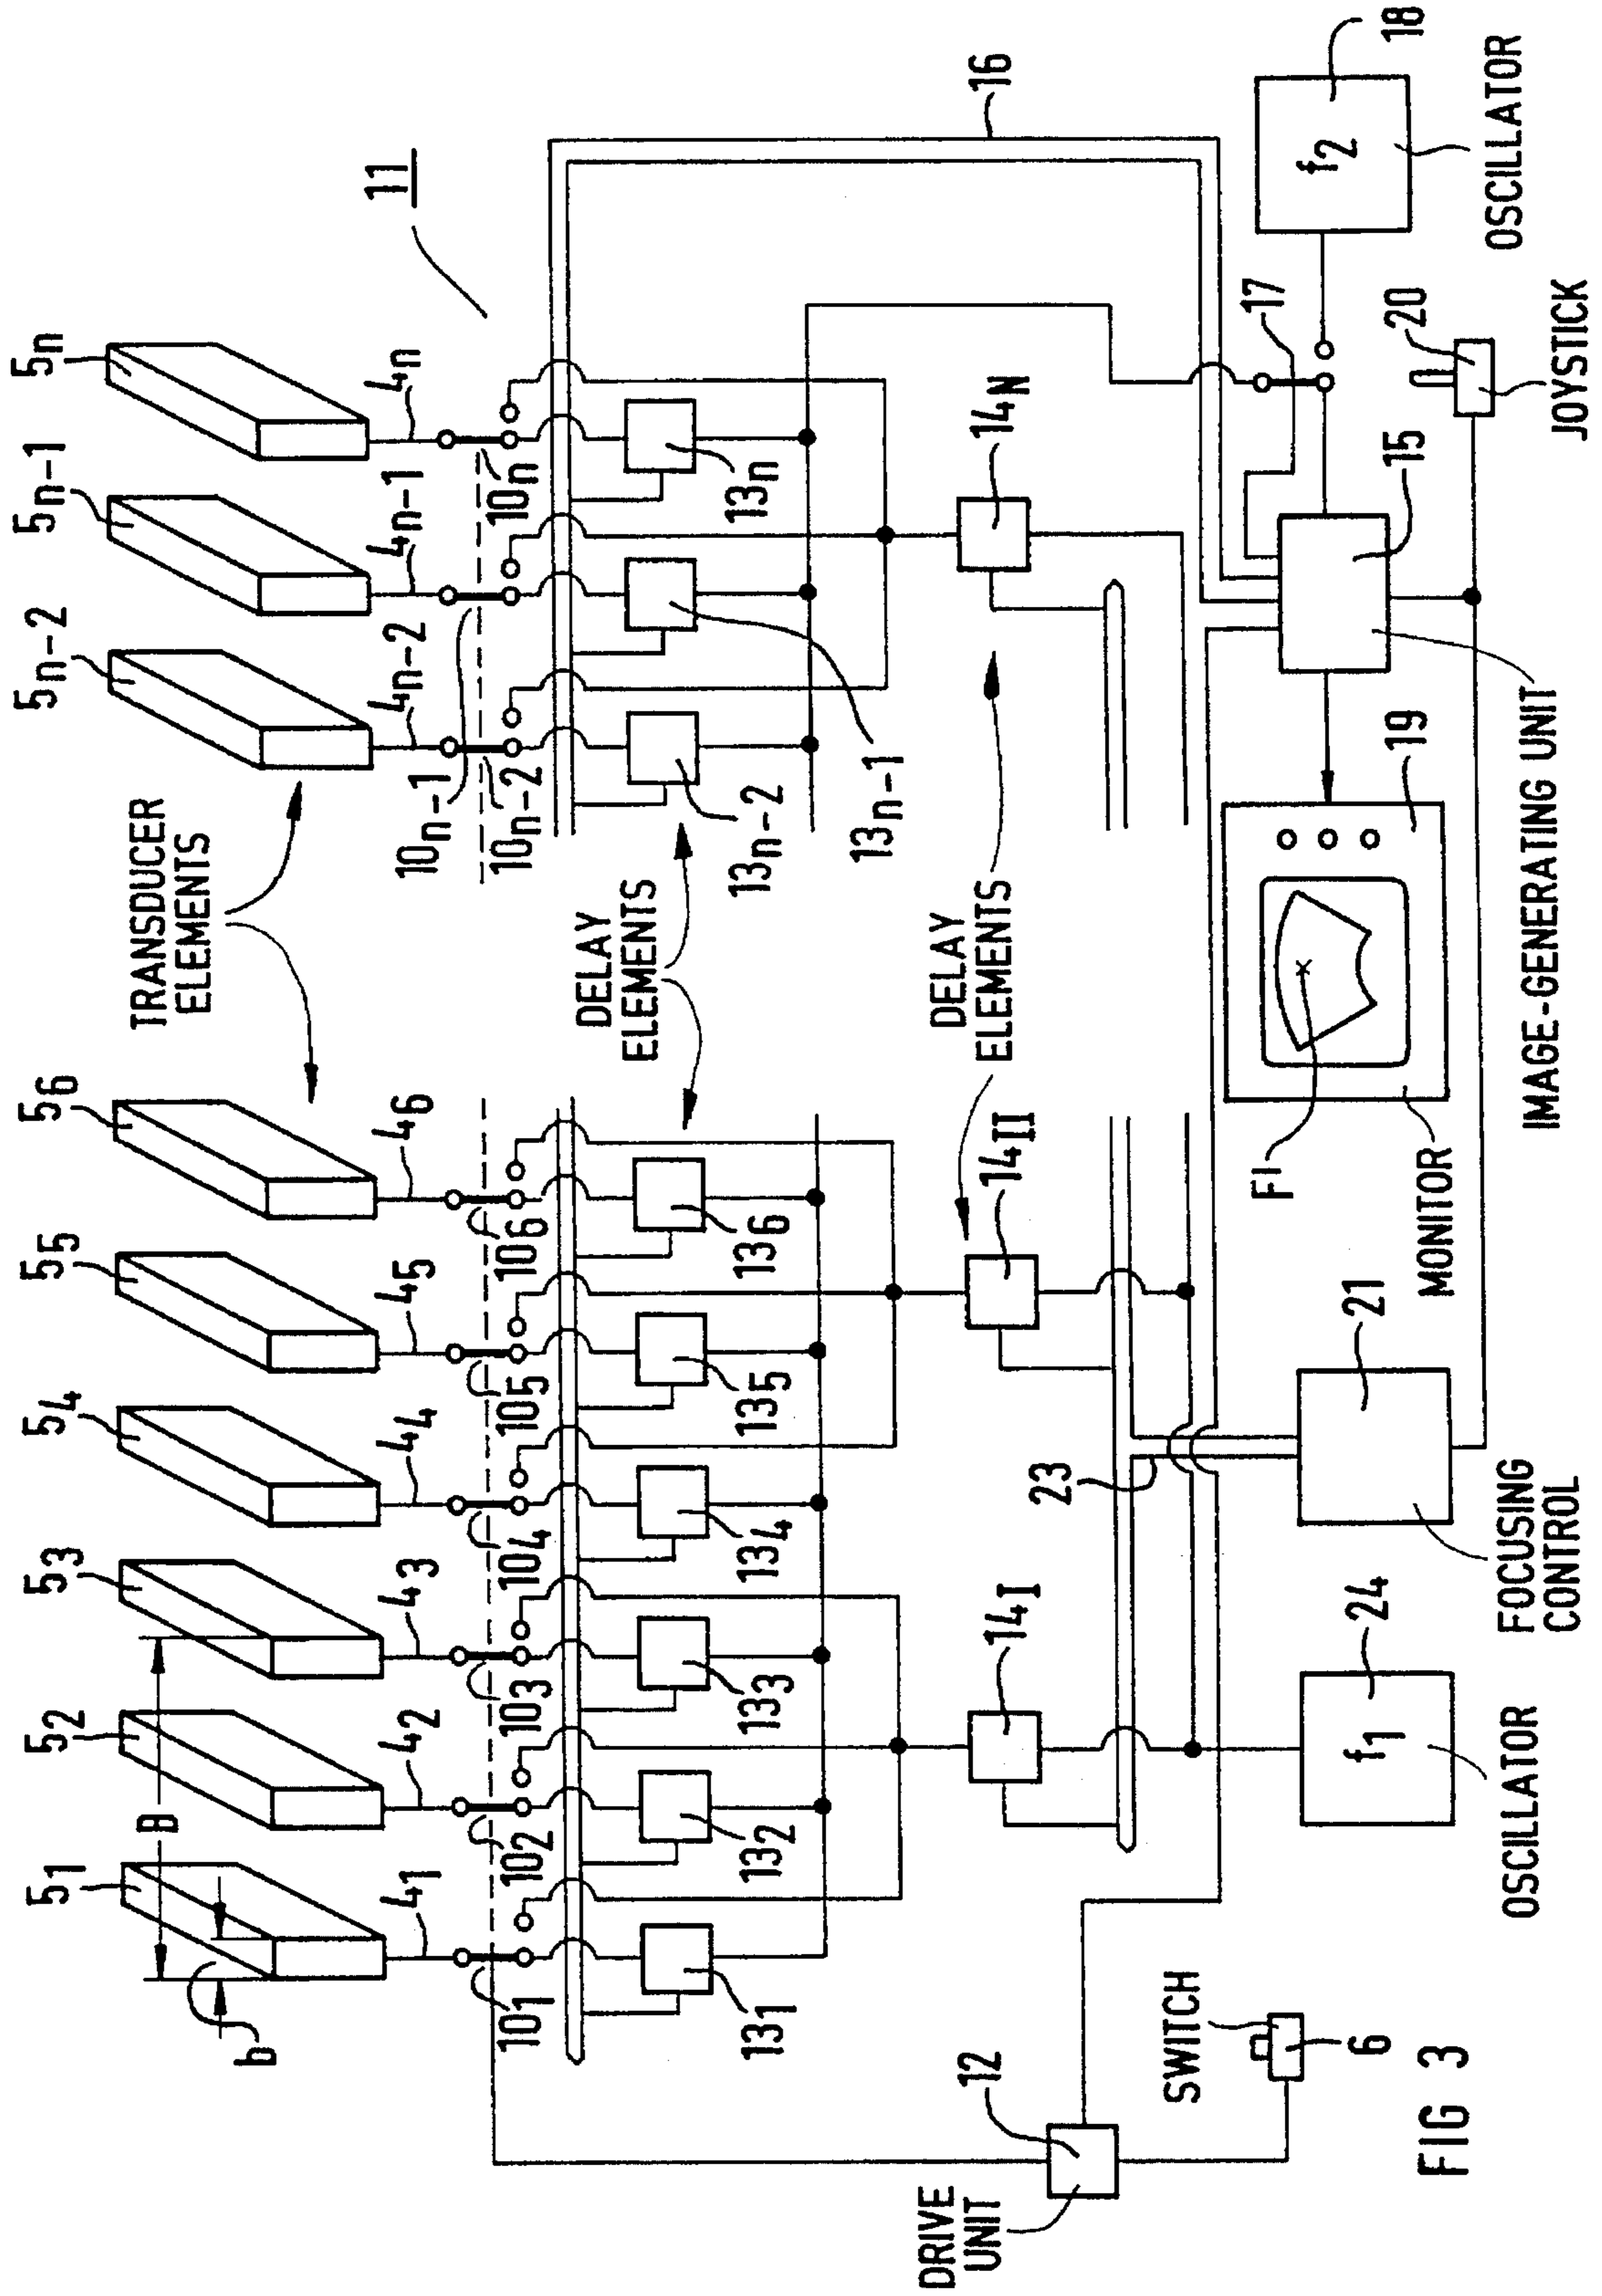 5₁
5₂
5₃
5₄
5₅
5₆
5n−2
5n−1
5n
B
b
TRANSDUCER
ELEMENTS
11
4₁
4₂
4₃
4₄
4₅
4₆
4n−2
4n−1
4n
10₁
10₂
10₃
10₄
10₅
10₆
10n−1
10n−2
10n
16
DELAY
ELEMENTS
13₁
13₂
13₃
13₄
13₅
13₆
13n−2
13n−1
13n
DELAY
ELEMENTS
14I
14II
14N
23
12
DRIVE
UNIT
SWITCH
6
f₁
24
OSCILLATOR
21
FOCUSING
CONTROL
F1
MONITOR
19
15
IMAGE-GENERATING UNIT
17
20
JOYSTICK
f₂
18
OSCILLATOR
FIG 3